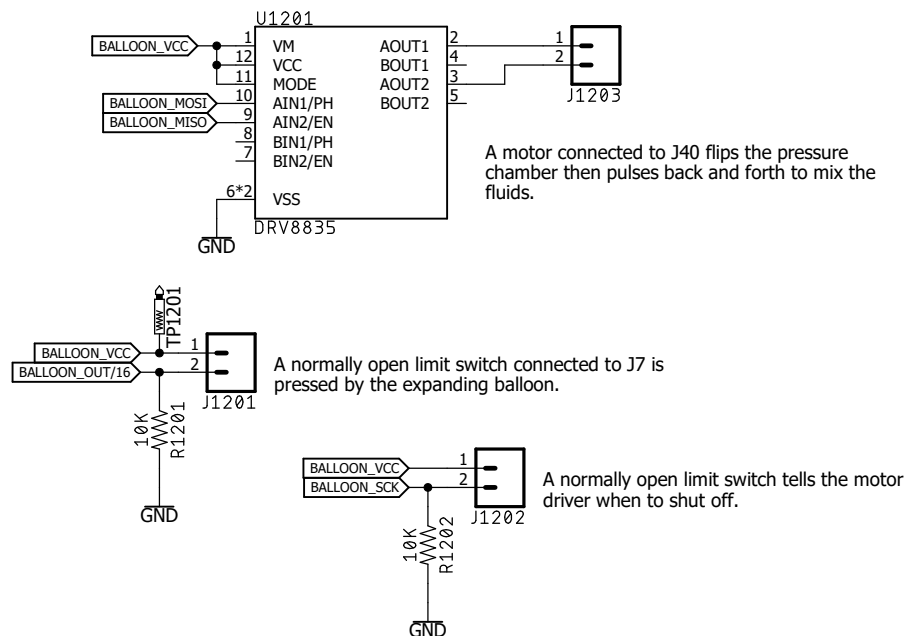 U1201
BALLOON_VCC
1 VM AOUT1 2 1
12 VCC BOUT1 4 2
11 MODE AOUT2 3
J1203
BALLOON_MOSI 10 AIN1/PH BOUT2 5
BALLOON_MISO 9 AIN2/EN
8 BIN1/PH
7 BIN2/EN
6*2 VSS
GND
DRV8835
A motor connected to J40 flips the pressure
chamber then pulses back and forth to mix the
fluids.
TP1201
BALLOON_VCC 1
BALLOON_OUT/16 2
J1201
10K
R1201
GND
A normally open limit switch connected to J7 is
pressed by the expanding balloon.
BALLOON_VCC 1
BALLOON_SCK 2
J1202
10K
R1202
GND
A normally open limit switch tells the motor
driver when to shut off.